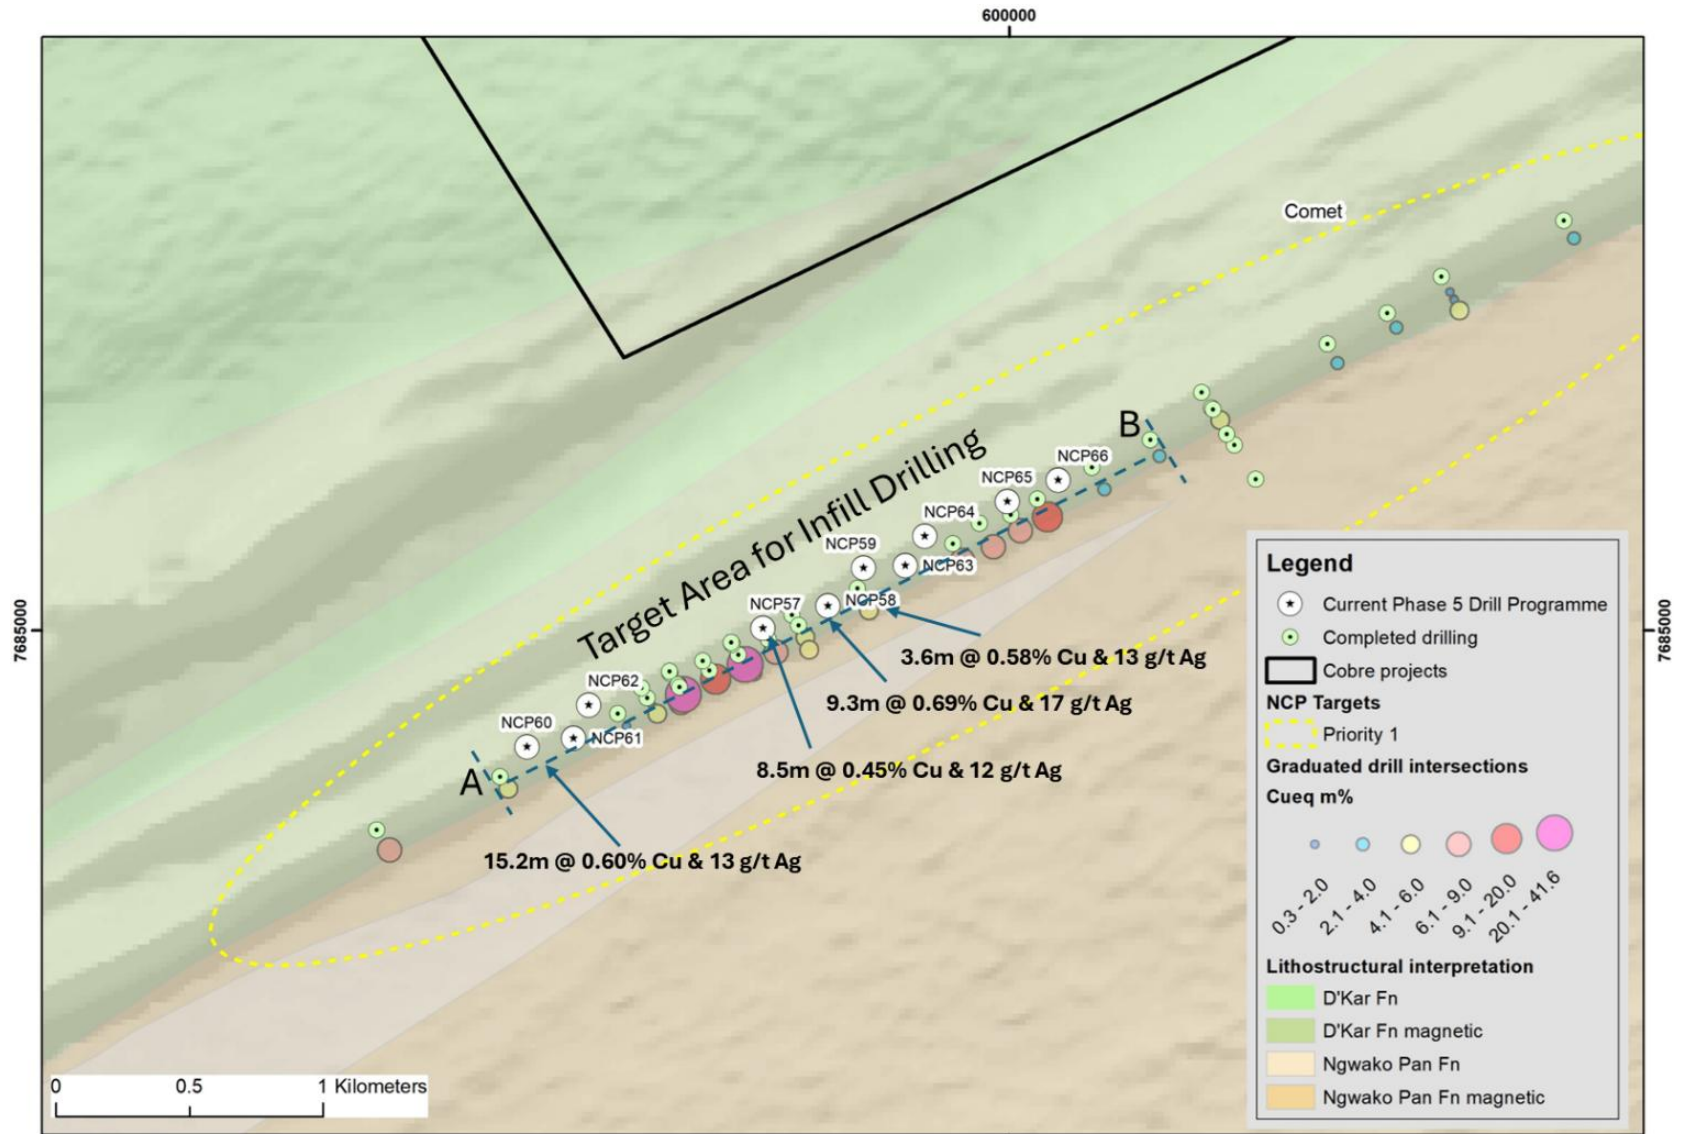 600000
Comet
B
Target Area for Infill Drilling
NCP66
NCP65
NCP64
NCP59
NCP63
NCP57
NCP58
7685000
7685000
3.6m @ 0.58% Cu & 13 g/t Ag
NCP62
9.3m @ 0.69% Cu & 17 g/t Ag
NCP60
NCP61
8.5m @ 0.45% Cu & 12 g/t Ag
A
15.2m @ 0.60% Cu & 13 g/t Ag
0 0.5 1 Kilometers
Legend
Current Phase 5 Drill Programme
Completed drilling
Cobre projects
NCP Targets
Priority 1
Graduated drill intersections
Cueq m%
0.3 - 2.0
2.1 - 4.0
4.1 - 6.0
6.1 - 9.0
9.1 - 20.0
20.1 - 41.6
Lithostructural interpretation
D'Kar Fn
D'Kar Fn magnetic
Ngwako Pan Fn
Ngwako Pan Fn magnetic